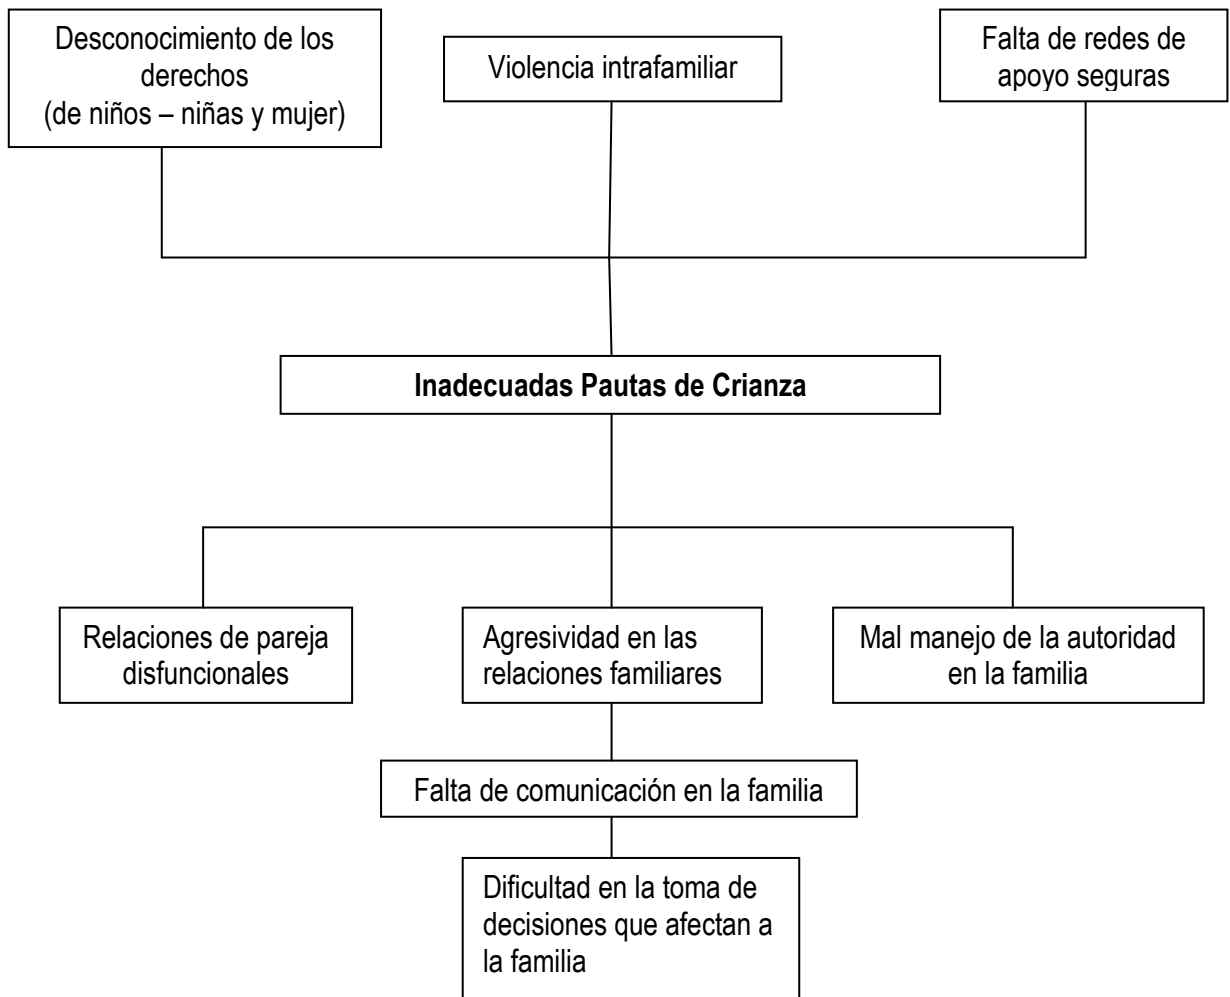 Desconocimiento de los
derechos
(de niños – niñas y mujer)
Violencia intrafamiliar
Falta de redes de
apoyo seguras
Inadecuadas Pautas de Crianza
Relaciones de pareja
disfuncionales
Agresividad en las
relaciones familiares
Mal manejo de la autoridad
en la familia
Falta de comunicación en la familia
Dificultad en la toma de
decisiones que afectan a
la familia